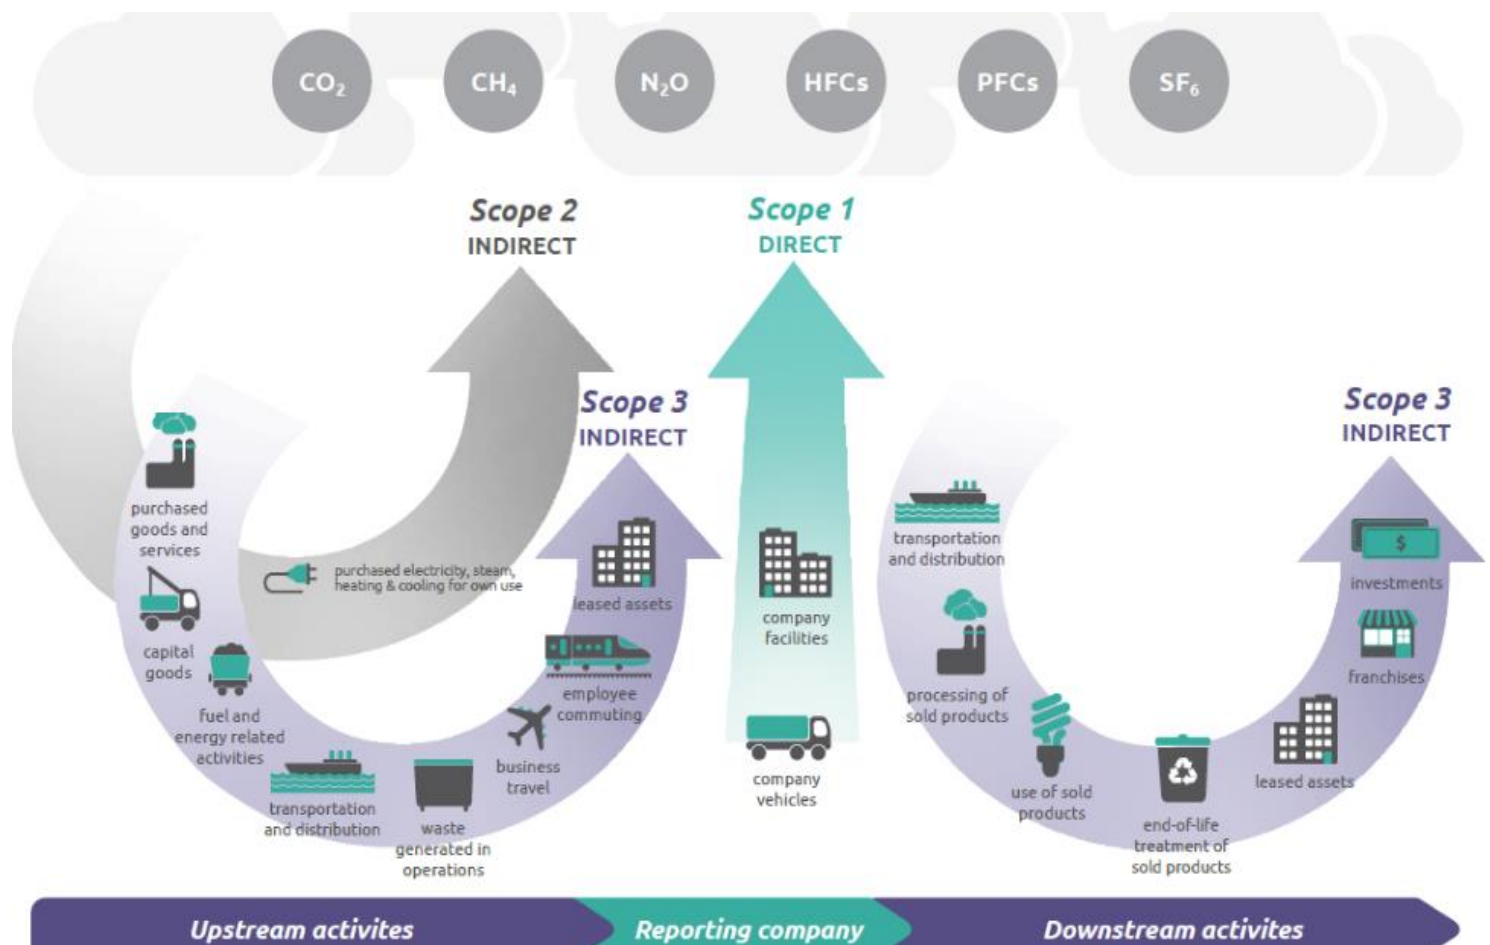 CO₂
CH₄
N₂O
HFCs
PFCs
SF₆
Scope 2
INDIRECT
Scope 1
DIRECT
Scope 3
INDIRECT
Scope 3
INDIRECT
purchased
goods and
services
capital
goods
fuel and
energy related
activities
transportation
and distribution
waste
generated in
operations
business
travel
employee
commuting
leased assets
purchased electricity, steam,
heating & cooling for own use
company
facilities
company
vehicles
transportation
and distribution
processing of
sold products
use of sold
products
end-of-life
treatment of
sold products
leased assets
franchises
investments
$
Upstream activites
Reporting company
Downstream activites